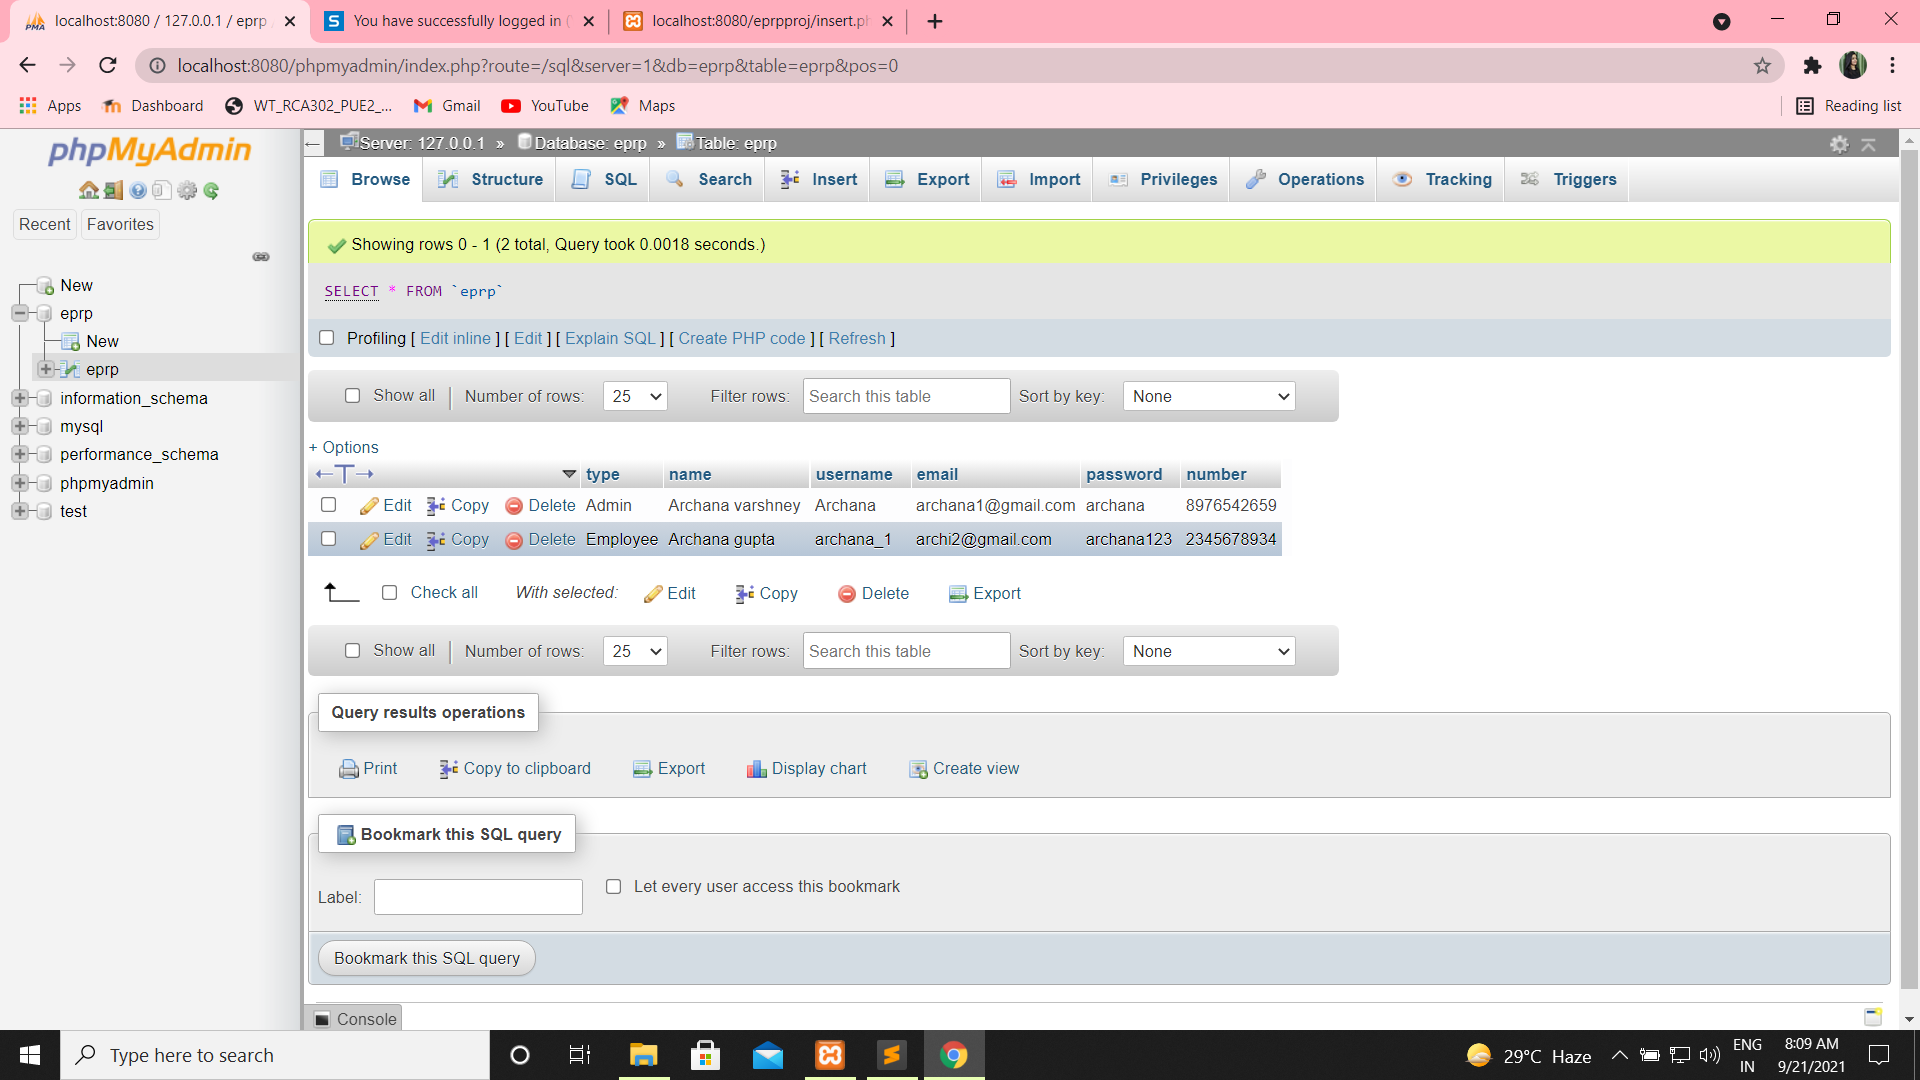 localhost:8080 / 127.0.0.1 / eprp
You have successfully logged in (
localhost:8080/eprpproj/insert.ph
localhost:8080/phpmyadmin/index.php?route=/sql&server=1&db=eprp&table=eprp&pos=0
Apps Dashboard WT_RCA302_PUE2_... Gmail YouTube Maps Reading list
phpMyAdmin
Recent Favorites
New
eprp
New
eprp
information_schema
mysql
performance_schema
phpmyadmin
test
Server: 127.0.0.1 » Database: eprp » Table: eprp
Browse Structure SQL Search Insert Export Import Privileges Operations Tracking Triggers
Showing rows 0 - 1 (2 total, Query took 0.0018 seconds.)
SELECT * FROM `eprp`
Profiling [ Edit inline ] [ Edit ] [ Explain SQL ] [ Create PHP code ] [ Refresh ]
Show all Number of rows: 25 Filter rows: Search this table Sort by key: None
+ Options
←T→ type name username email password number
Edit Copy Delete Admin Archana varshney Archana archana1@gmail.com archana 8976542659
Edit Copy Delete Employee Archana gupta archana_1 archi2@gmail.com archana123 2345678934
Check all With selected: Edit Copy Delete Export
Show all Number of rows: 25 Filter rows: Search this table Sort by key: None
Query results operations
Print Copy to clipboard Export Display chart Create view
Bookmark this SQL query
Label: Let every user access this bookmark
Bookmark this SQL query
Console
Type here to search
29°C Haze
ENG
IN
8:09 AM
9/21/2021